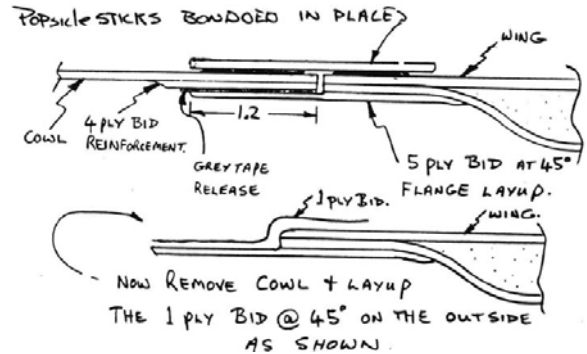 POPSICLE STICKS BONDOED IN PLACE
WING
COWL
4 PLY BID
REINFORCEMENT.
1.2
GREY TAPE
RELEASE
5 PLY BID AT 45°
FLANGE LAYUP.
1 PLY BID.
WING.
NOW REMOVE COWL & LAYUP
THE 1 PLY BID @ 45° ON THE OUTSIDE
AS SHOWN.